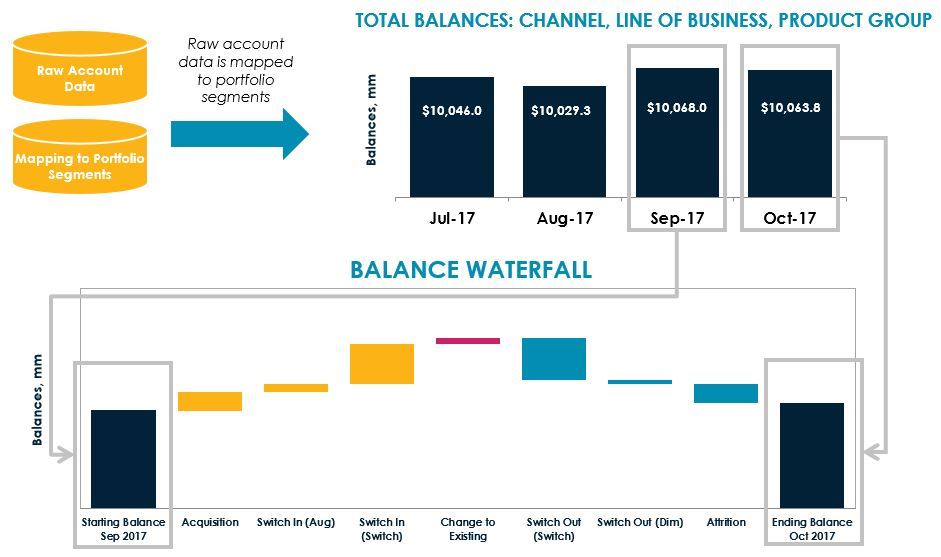 TOTAL BALANCES: CHANNEL, LINE OF BUSINESS, PRODUCT GROUP
Raw Account
Data
Mapping to Portfolio
Segments
Raw account
data is mapped
to portfolio
segments
Balances, mm
$10,046.0
$10,029.3
$10,068.0
$10,063.8
Jul-17
Aug-17
Sep-17
Oct-17
BALANCE WATERFALL
Balances, mm
Starting Balance
Sep 2017
Acquisition
Switch In (Aug)
Switch In
(Switch)
Change to
Existing
Switch Out
(Switch)
Switch Out (Dim)
Attrition
Ending Balance
Oct 2017